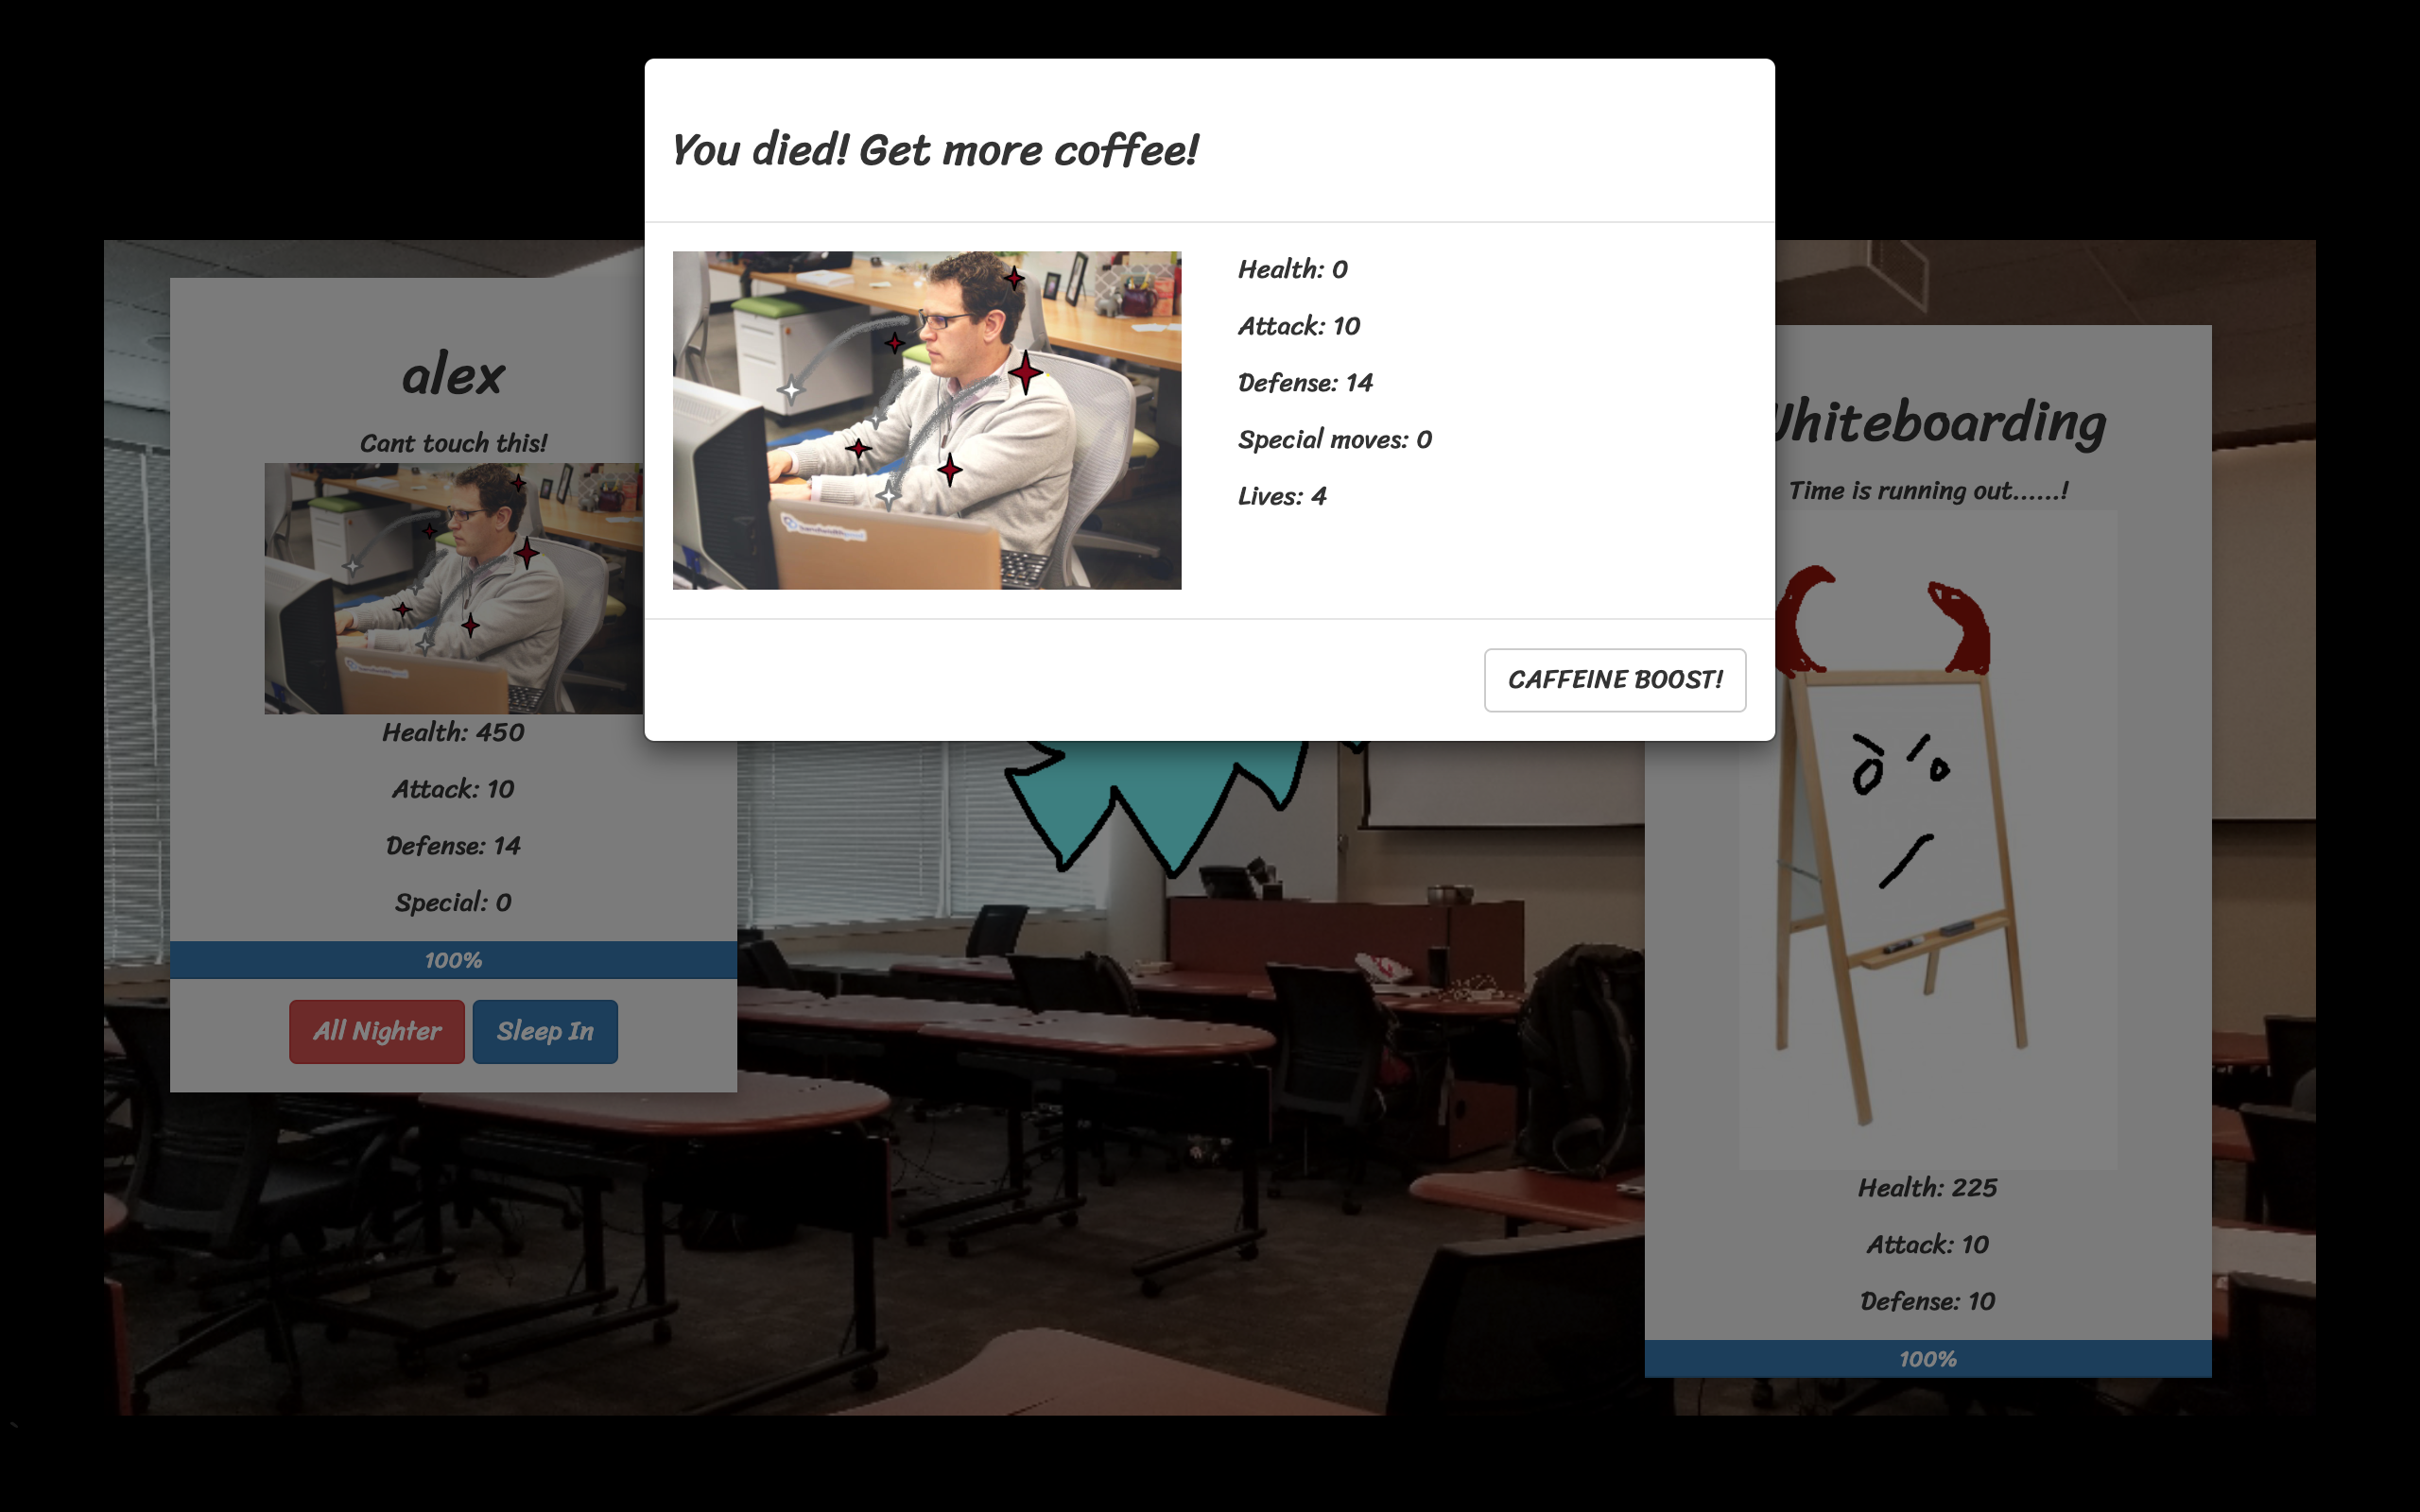 You died! Get more coffee!
Health: 0
Attack: 10
Defense: 14
Special moves: 0
Lives: 4
CAFFEINE BOOST!
alex
Cant touch this!
Health: 450
Attack: 10
Defense: 14
Special: 0
100%
All Nighter
Sleep In
Time is running out......!
Health: 225
Attack: 10
Defense: 10
100%